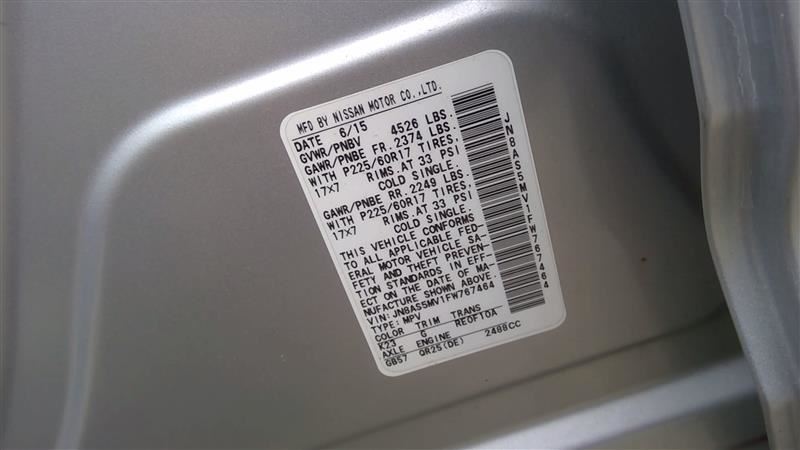 MFD BY NISSAN MOTOR CO.,LTD.
DATE 6/15
GVWR/PNBV 4526 LBS.
GAWR/PNBE FR.2374 LBS.
WITH P225/60R17 TIRES,
17X7 RIMS.AT 33 PSI
COLD SINGLE.
GAWR/PNBE RR.2249 LBS.
WITH P225/60R17 TIRES,
17X7 RIMS.AT 33 PSI
COLD SINGLE.
THIS VEHICLE CONFORMS
TO ALL APPLICABLE FED-
ERAL MOTOR VEHICLE SA-
FETY AND THEFT PREVEN-
TION STANDARDS IN EFF-
ECT ON THE DATE OF MA-
NUFACTURE SHOWN ABOVE.
VIN: JN8AS5MV1FW767464
TYPE: MPV
COLOR TRIM TRANS
K23 G RE0F10A
AXLE ENGINE
GB57 QR25(DE) 2488CC
JN8AS5MV1FW767464